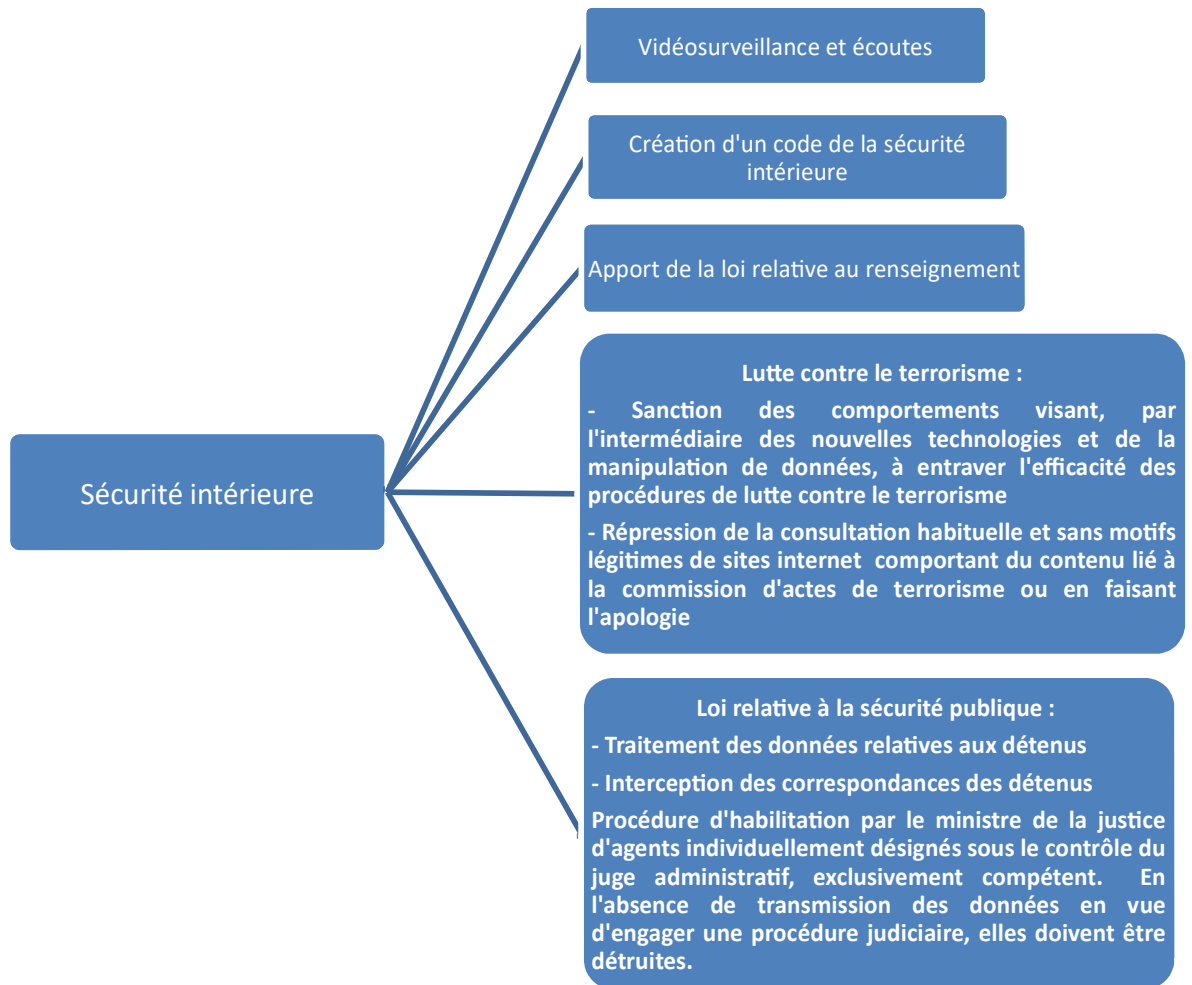 Vidéosurveillance et écoutes
Création d'un code de la sécurité
intérieure
Apport de la loi relative au renseignement
Sécurité intérieure
Lutte contre le terrorisme :
- Sanction des comportements visant, par
l'intermédiaire des nouvelles technologies et de la
manipulation de données, à entraver l'efficacité des
procédures de lutte contre le terrorisme
- Répression de la consultation habituelle et sans motifs
légitimes de sites internet comportant du contenu lié à
la commission d'actes de terrorisme ou en faisant
l'apologie
Loi relative à la sécurité publique :
- Traitement des données relatives aux détenus
- Interception des correspondances des détenus
Procédure d'habilitation par le ministre de la justice
d'agents individuellement désignés sous le contrôle du
juge administratif, exclusivement compétent. En
l'absence de transmission des données en vue
d'engager une procédure judiciaire, elles doivent être
détruites.